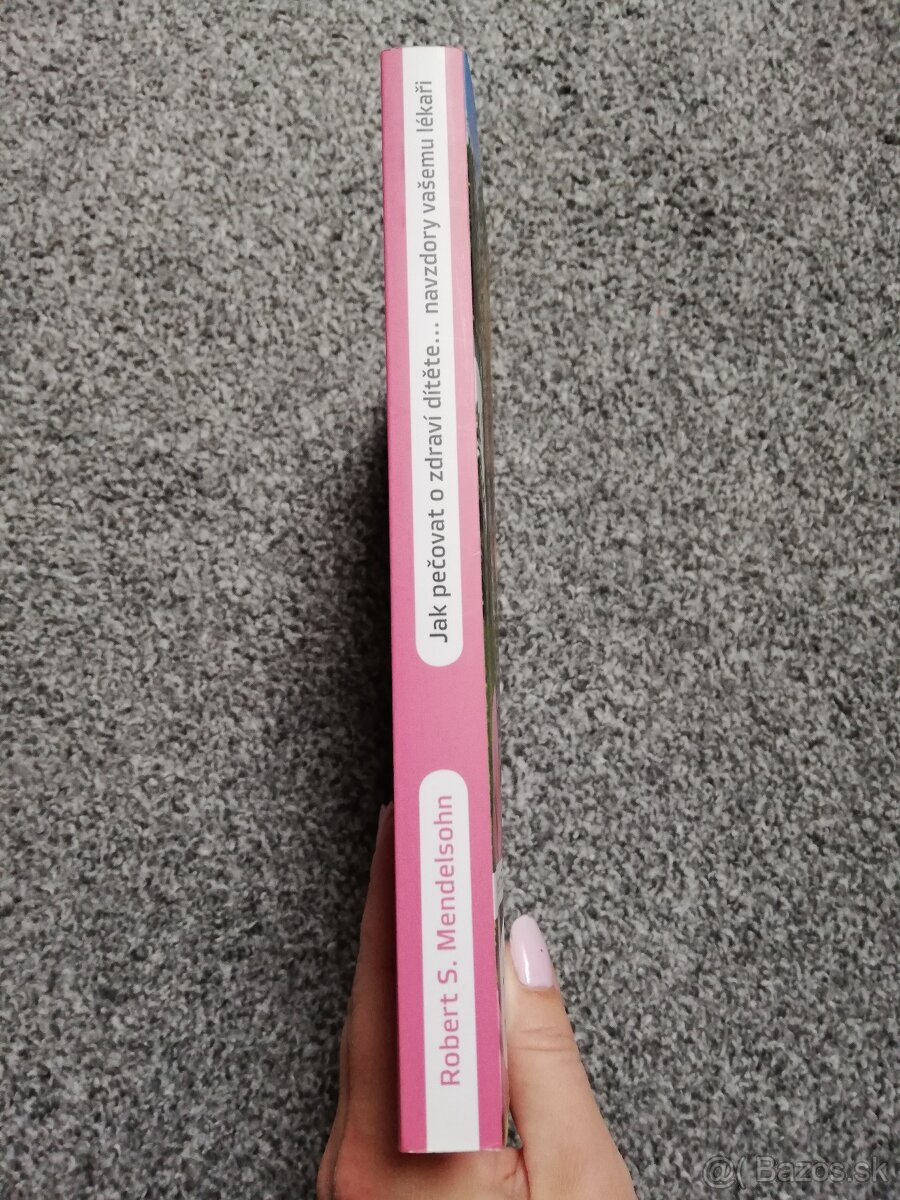 Robert S. Mendelsohn
Jak pečovat o zdraví dítěte... navzdory vašemu lékaři
@( Bazos.sk